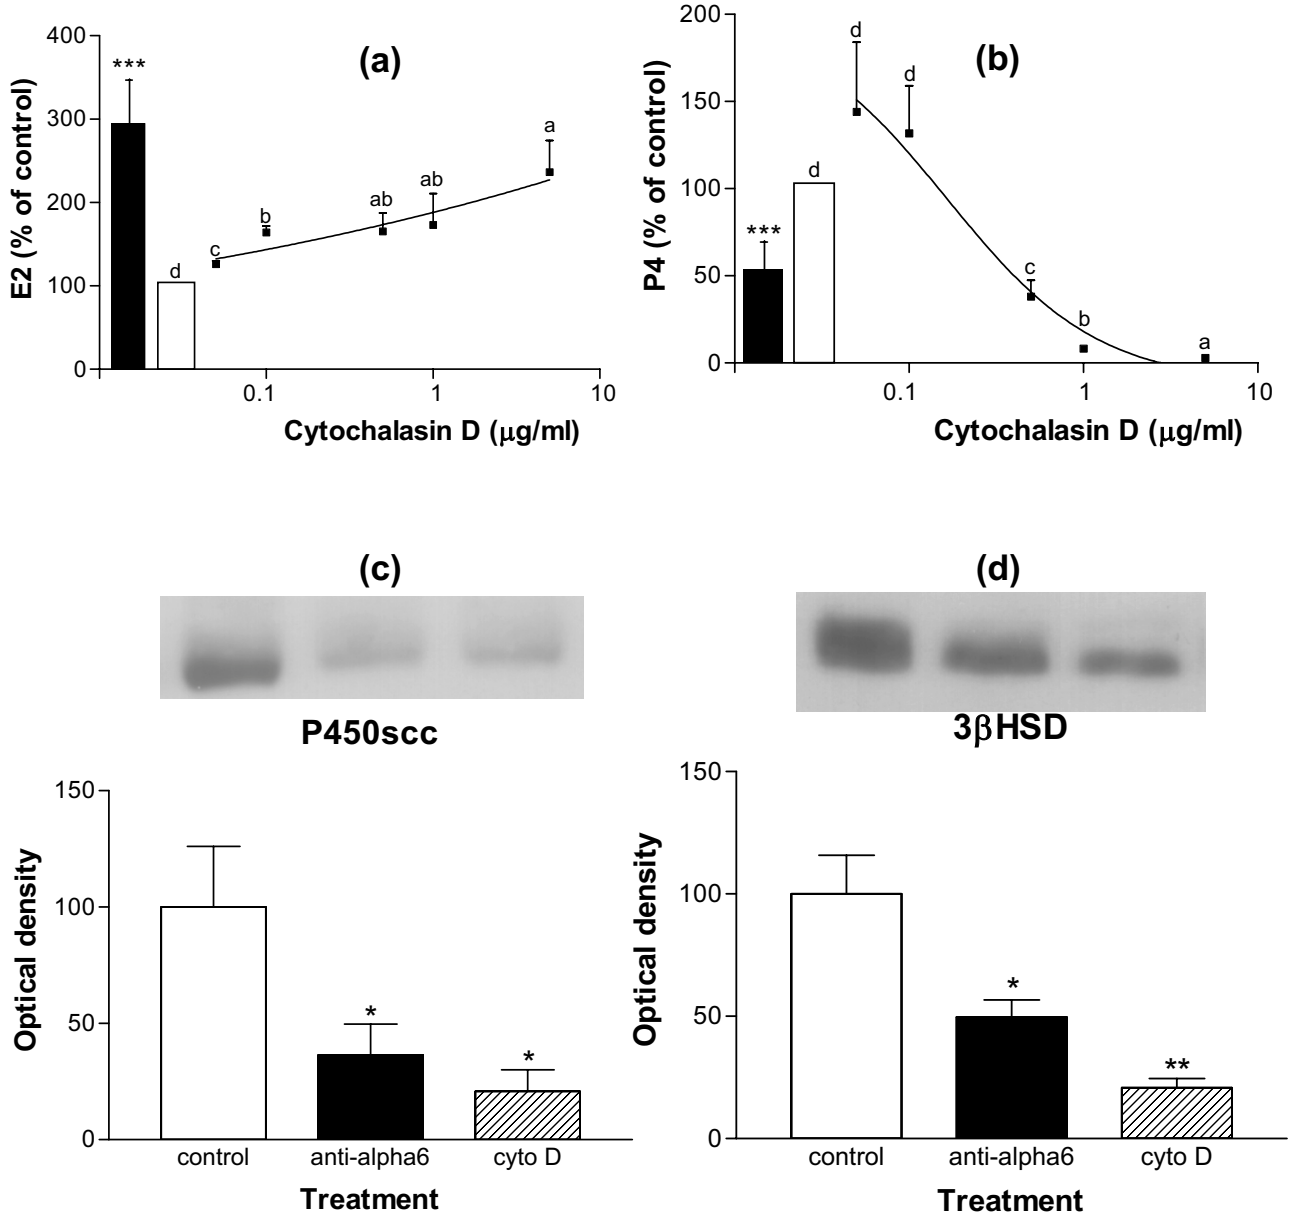 (a)
E2 (% of control)
400
300
200
100
0
***
d
c
b
ab
ab
a
0.1
1
10
Cytochalasin D (μg/ml)
(b)
P4 (% of control)
200
150
100
50
0
***
d
d
d
c
b
a
0.1
1
10
Cytochalasin D (μg/ml)
(c)
P450scc
Optical density
150
100
50
0
*
*
control
anti-alpha6
cyto D
Treatment
(d)
3βHSD
Optical density
150
100
50
0
*
**
control
anti-alpha6
cyto D
Treatment